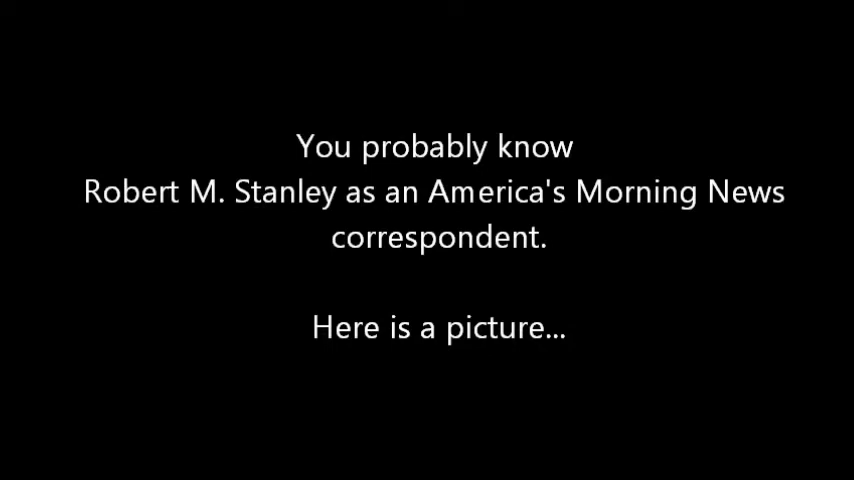 You probably know
Robert M. Stanley as an America's Morning News
correspondent.
Here is a picture...